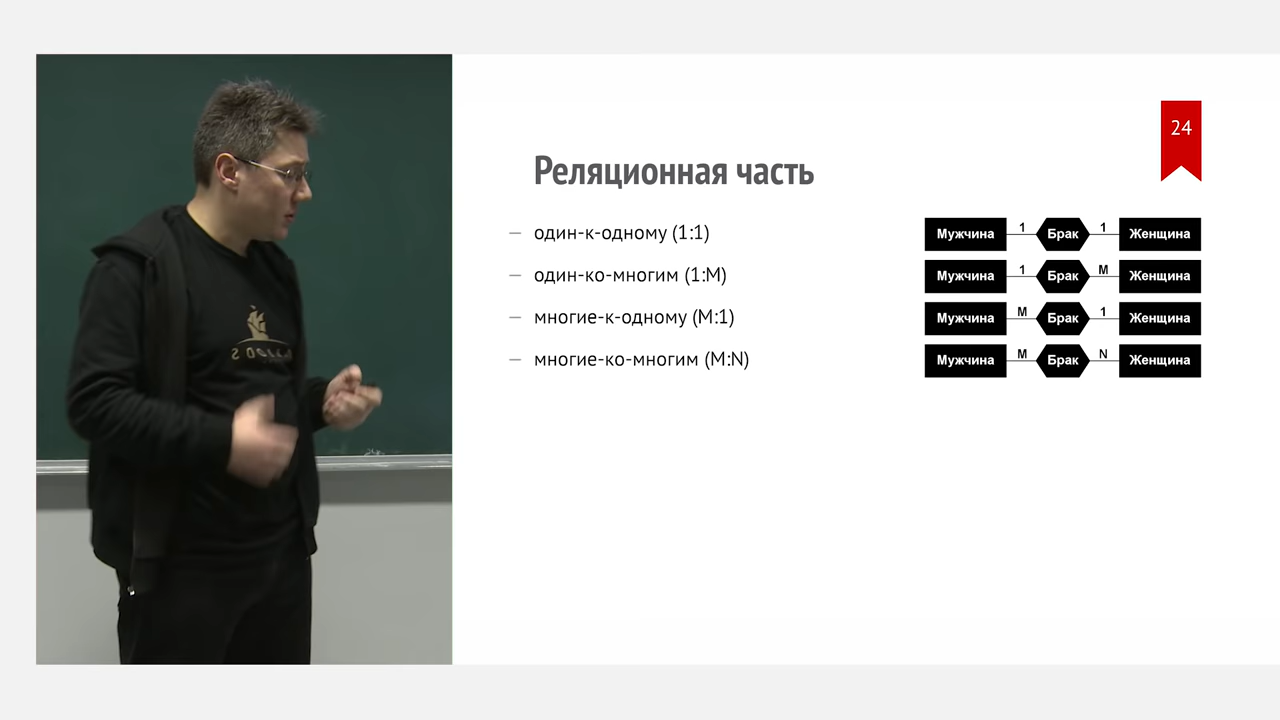 24
Реляционная часть
– один-к-одному (1:1)
– один-ко-многим (1:М)
– многие-к-одному (М:1)
– многие-ко-многим (М:N)
Мужчина 1 Брак 1 Женщина
Мужчина 1 Брак М Женщина
Мужчина М Брак 1 Женщина
Мужчина М Брак N Женщина